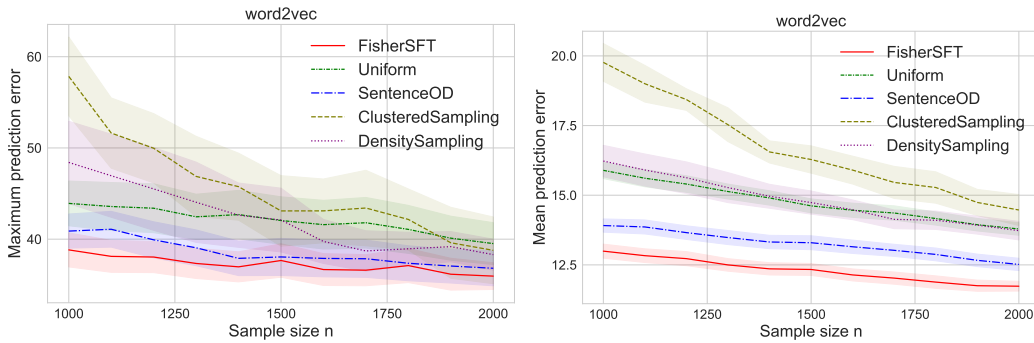 word2vec
Maximum prediction error
60
50
40
1000
1250
1500
1750
2000
Sample size n
FisherSFT
Uniform
SentenceOD
ClusteredSampling
DensitySampling
word2vec
Mean prediction error
20.0
17.5
15.0
12.5
1000
1250
1500
1750
2000
Sample size n
FisherSFT
Uniform
SentenceOD
ClusteredSampling
DensitySampling